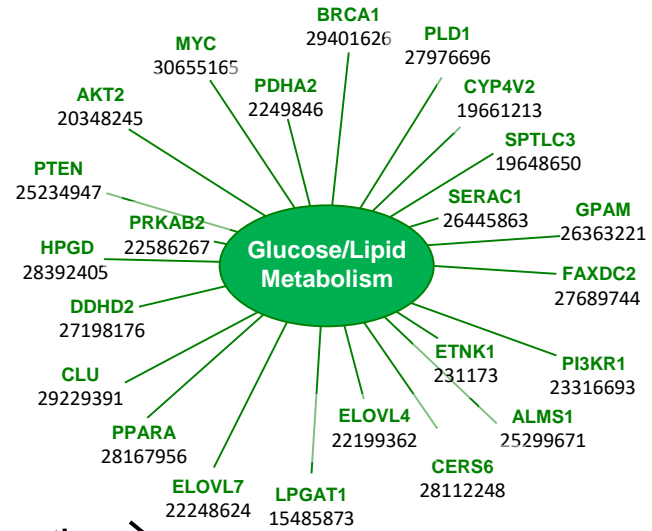 BRCA1
29401626
PLD1
27976696
MYC
30655165
PDHA2
2249846
CYP4V2
19661213
AKT2
20348245
SPTLC3
19648650
PTEN
25234947
SERAC1
26445863
GPAM
26363221
PRKAB2
22586267
HPGD
28392405
Glucose/Lipid
Metabolism
FAXDC2
27689744
DDHD2
27198176
ETNK1
231173
PI3KR1
23316693
CLU
29229391
ELOVL4
22199362
ALMS1
25299671
PPARA
28167956
CERS6
28112248
ELOVL7
22248624
LPGAT1
15485873